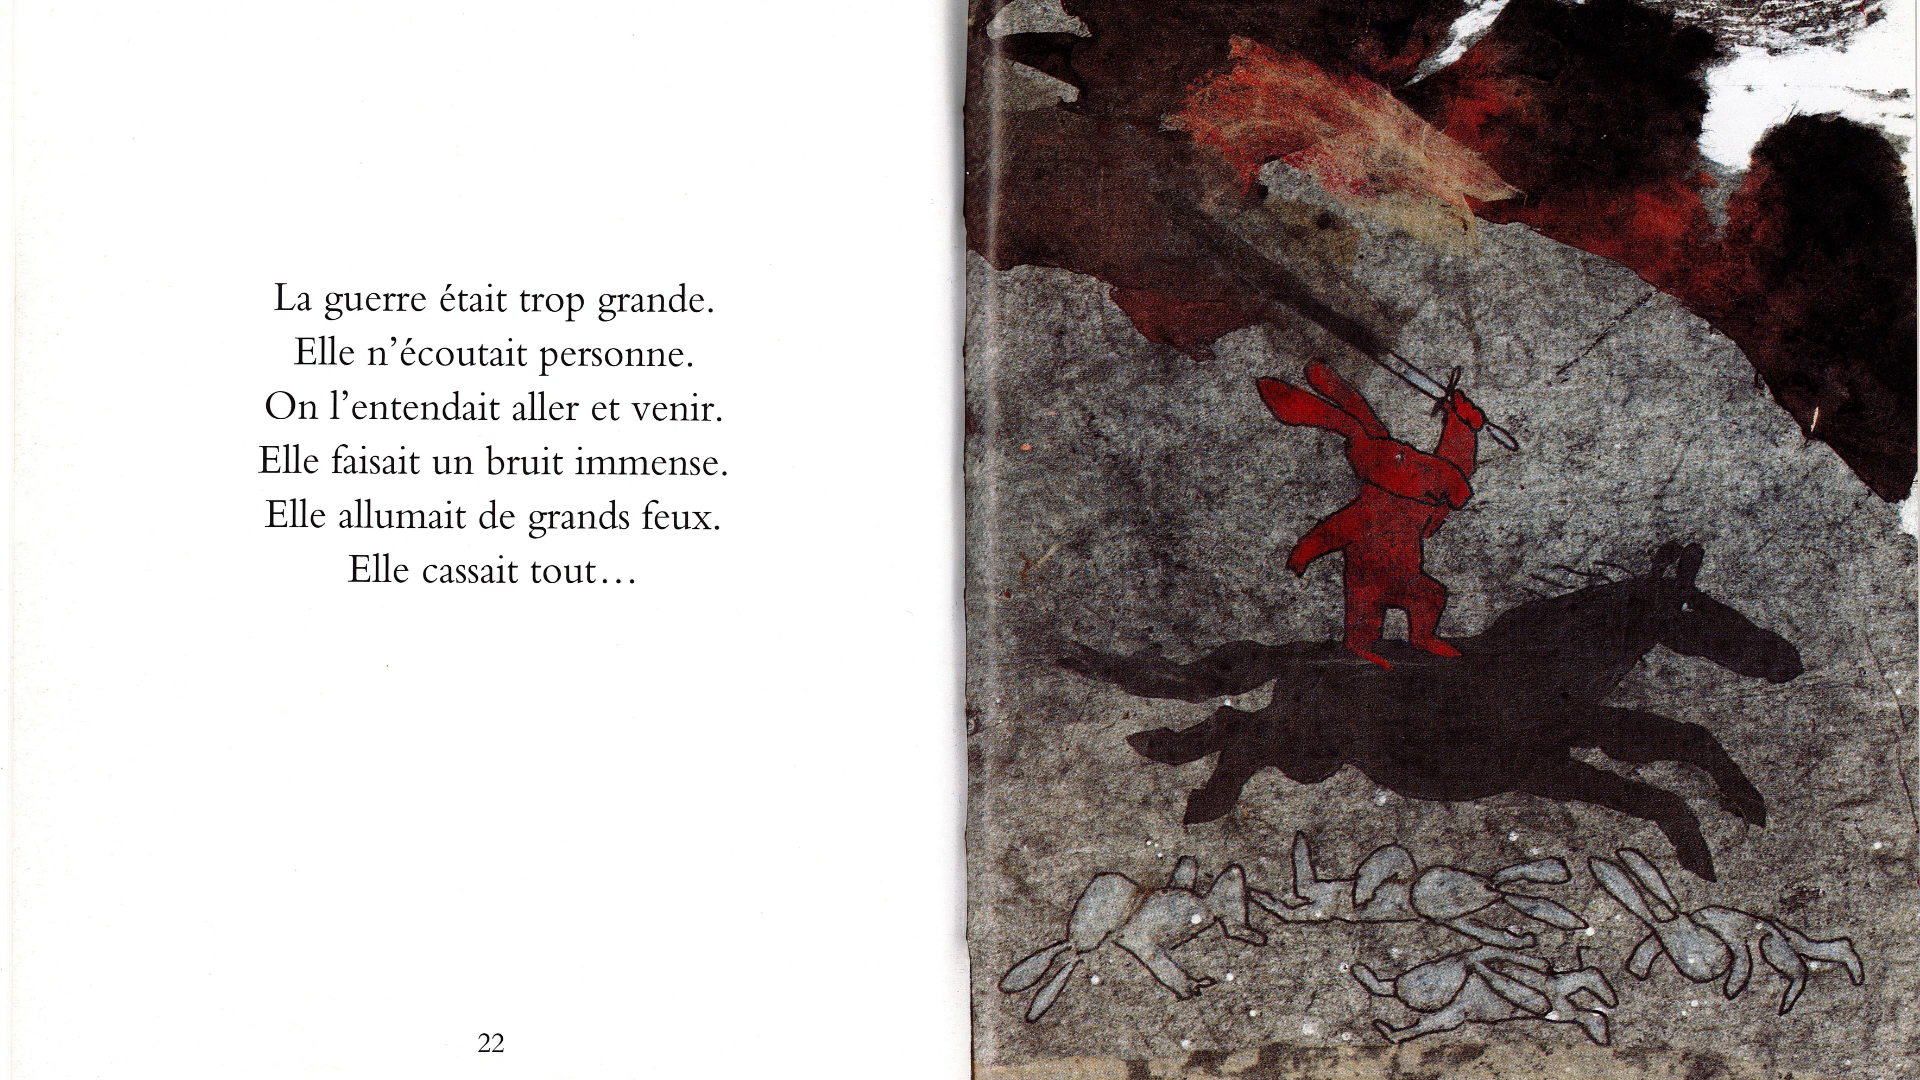 La guerre était trop grande.
Elle n’écoutait personne.
On l’entendait aller et venir.
Elle faisait un bruit immense.
Elle allumait de grands feux.
Elle cassait tout…
22